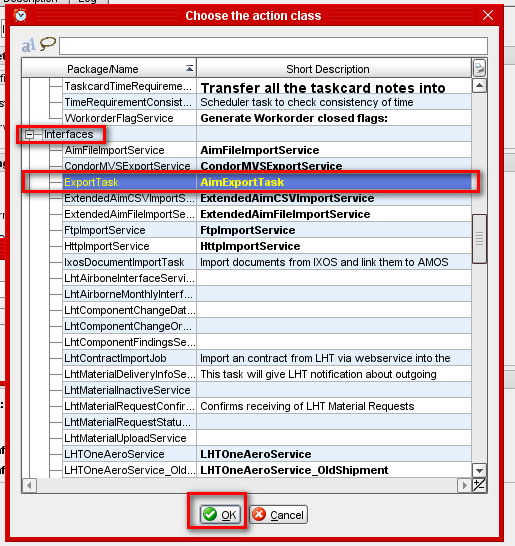 Choose the action class
Package/Name Short Description
TaskcardTimeRequireme... Transfer all the taskcard notes into
TimeRequirementConsist... Scheduler task to check consistency of time
WorkorderFlagService Generate Workorder closed flags:
Interfaces
AimFileImportService AimFileImportService
CondorMVSExportService CondorMVSExportService
ExportTask AimExportTask
ExtendedAimCSVImportS... ExtendedAimCSVImportService
ExtendedAimFileImportSe... ExtendedAimFileImportService
FtpImportService FtpImportService
HttpImportService HttpImportService
IxosDocumentImportTask Import documents from IXOS and link them to AMOS
LhtAirboneInterfaceServi...
LhtAirborneMonthlyInterf...
LhtComponentChangeDat...
LhtComponentChangeOr...
LhtComponentFindingsSe...
LhtContractImportJob Import an contract from LHT via webservice into the
LhtMaterialDeliveryInfoSe... This task will give LHT notification about outgoing
LhtMaterialInactiveService
LhtMaterialRequestConfir... Confirms receiving of LHT Material Requests
LhtMaterialRequestStatu...
LhtMaterialUploadService
LHTOneAeroService LHTOneAeroService
LHTOneAeroService_Old... LHTOneAeroService_OldShipment
OK Cancel